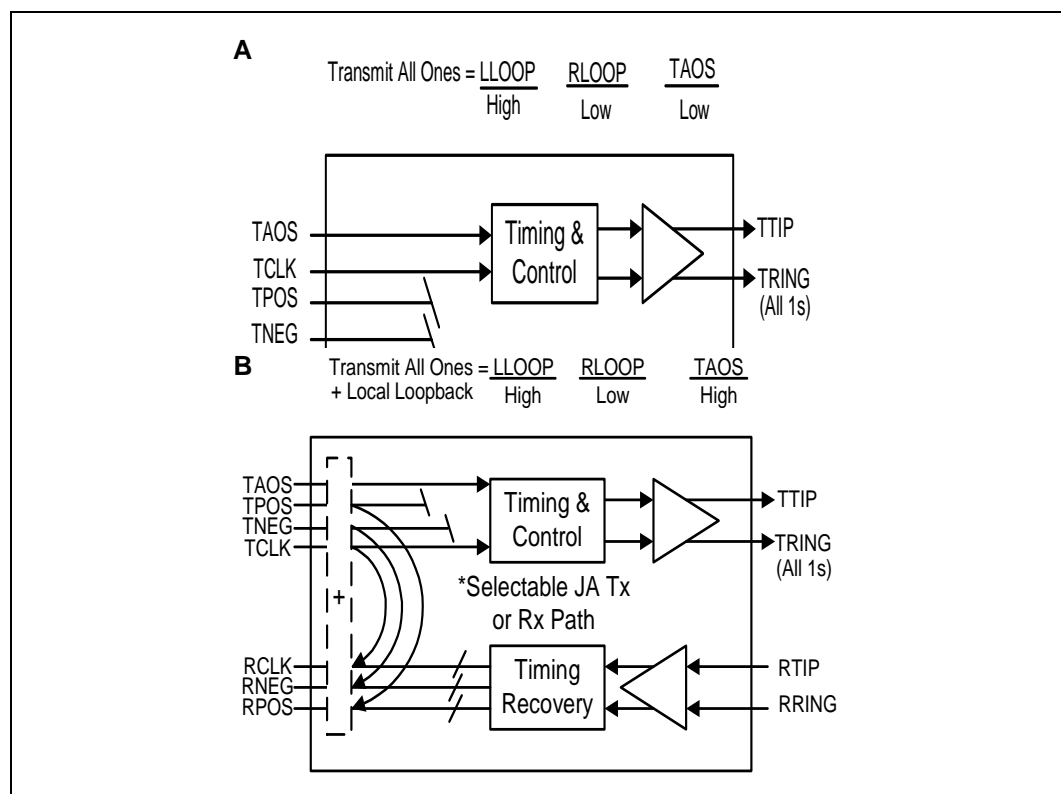 A
Transmit All Ones = LLOOP RLOOP TAOS
High Low Low
TAOS
TCLK
TPOS
TNEG
Timing &
Control
TTIP
TRING
(All 1s)
B
Transmit All Ones = LLOOP RLOOP TAOS
+ Local Loopback High Low High
TAOS
TPOS
TNEG
TCLK
Timing &
Control
TTIP
TRING
(All 1s)
*Selectable JA Tx
or Rx Path
+
RCLK
RNEG
RPOS
Timing
Recovery
RTIP
RRING